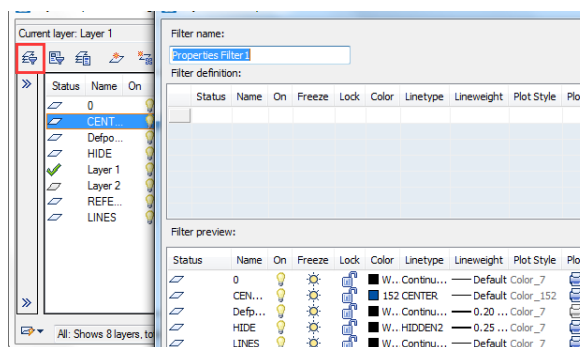 Current layer: Layer 1
Status Name On
0
CENT...
Defpo...
HIDE
Layer 1
Layer 2
REFE...
LINES
All: Shows 8 layers, to
Filter name:
Properties Filter1
Filter definition:
Status Name On Freeze Lock Color Linetype Lineweight Plot Style Plo
Filter preview:
Status Name On Freeze Lock Color Linetype Lineweight Plot Style Plo
0 W... Continu... Default Color_7
CEN... 152 CENTER Default Color_152
Defp... W... Continu... 0.20 ... Color_7
HIDE W... HIDDEN2 0.25 ... Color_7
LINES W... Continu... Default Color_7